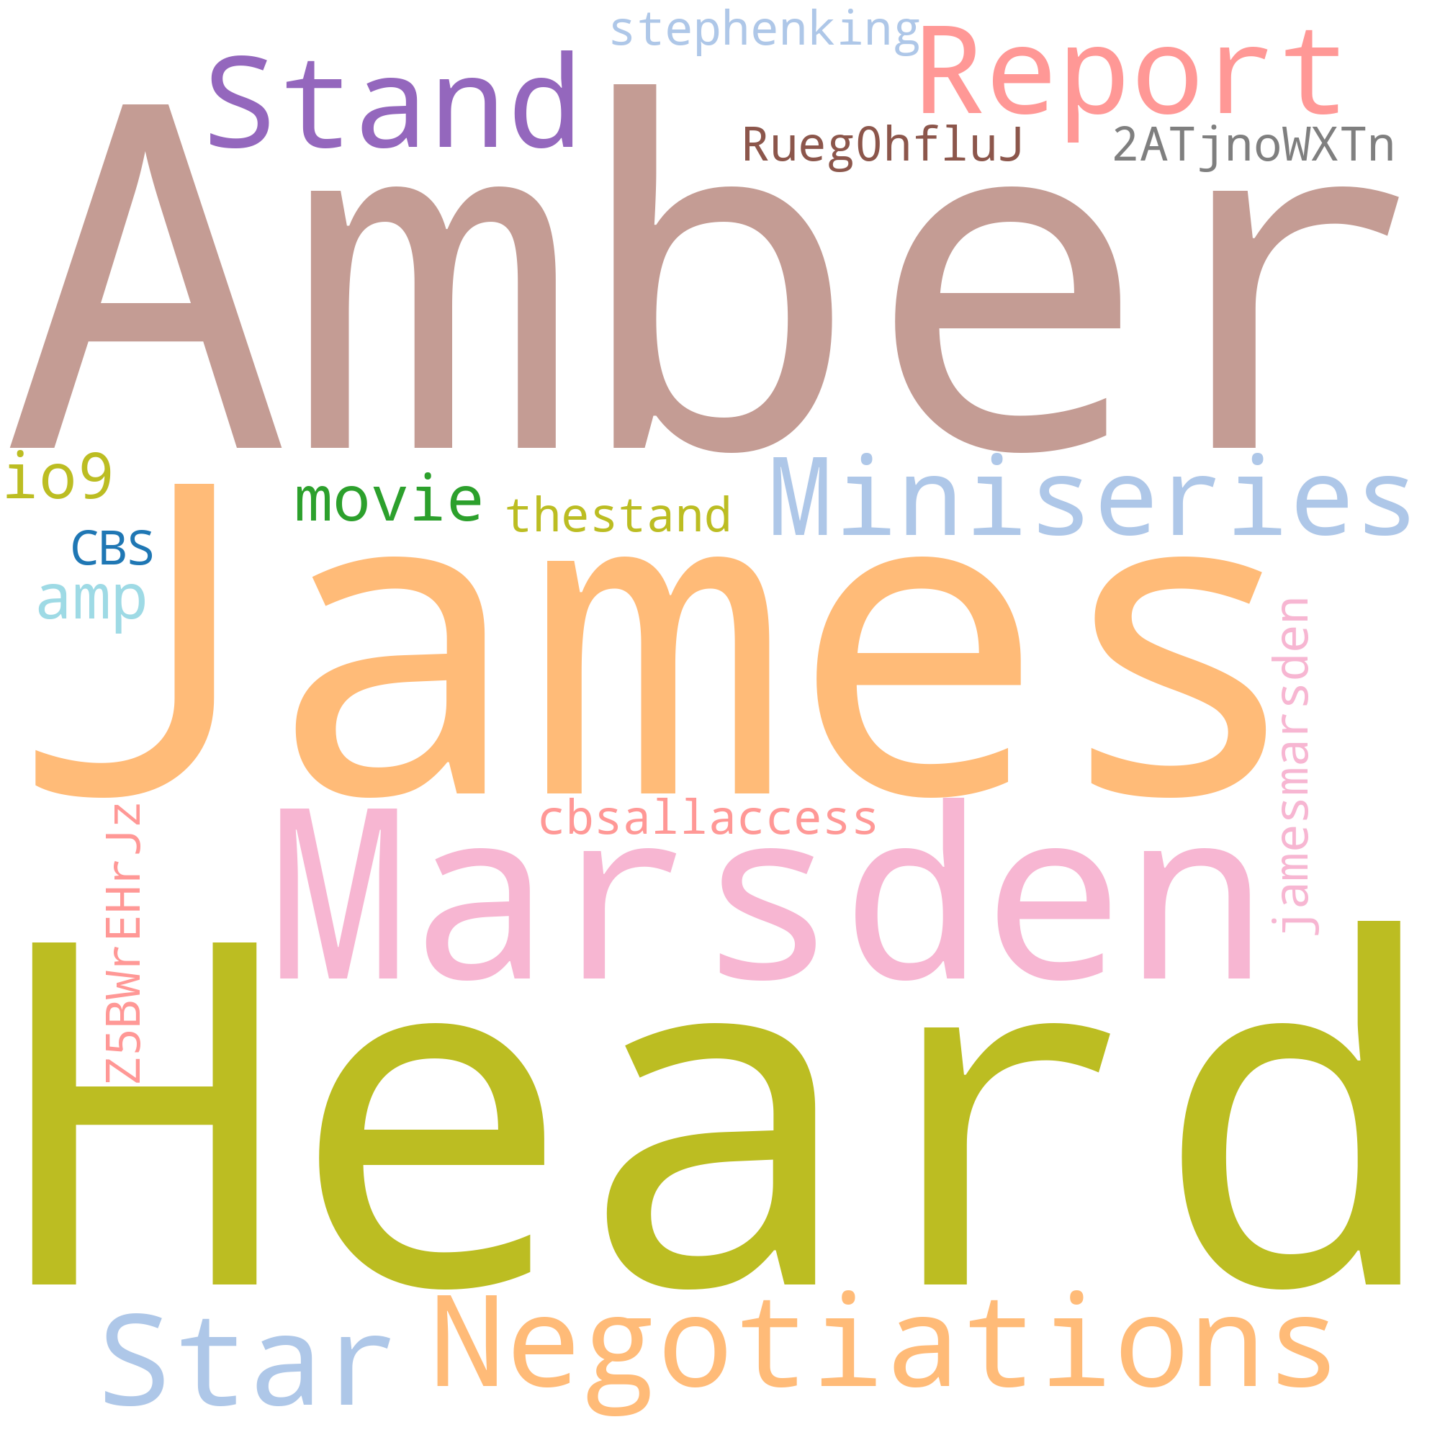 stephenking
Stand
Report
Rueg0hfluJ
2ATjnoWXTn
Amber
io9
movie
thestand
Miniseries
CBS
amp
James
jamesmarsden
cbsallaccess
Marsden
Z5BWrEHrJz
Heard
Star
Negotiations